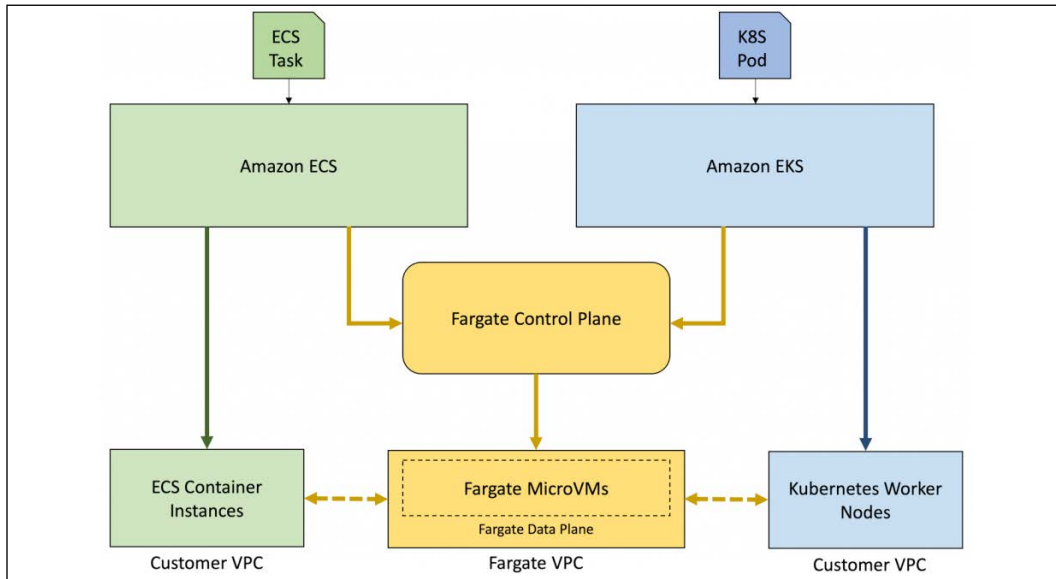 ECS
Task
K8S
Pod
Amazon ECS
Amazon EKS
Fargate Control Plane
ECS Container
Instances
Fargate MicroVMs
Fargate Data Plane
Kubernetes Worker
Nodes
Customer VPC
Fargate VPC
Customer VPC